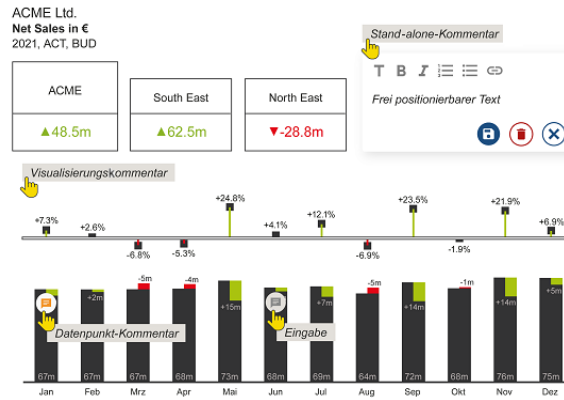 ACME Ltd.
Net Sales in €
2021, ACT, BUD
Stand-alone-Kommentar
T B I
Frei positionierbarer Text
ACME
▲48.5m
South East
▲62.5m
North East
▼-28.8m
Visualisierungskommentar
+7.3% +2.6% -6.8% -5.3% +24.8% +4.1% +12.1% -6.9% +23.5% -1.9% +21.9% +6.9%
+2m -5m -4m +15m +7m -5m +14m -1m +14m +5m
Datenpunkt-Kommentar
Eingabe
67m 67m 67m 68m 73m 68m 69m 64m 72m 68m 76m 75m
Jan Feb Mrz Apr Mai Jun Jul Aug Sep Okt Nov Dez